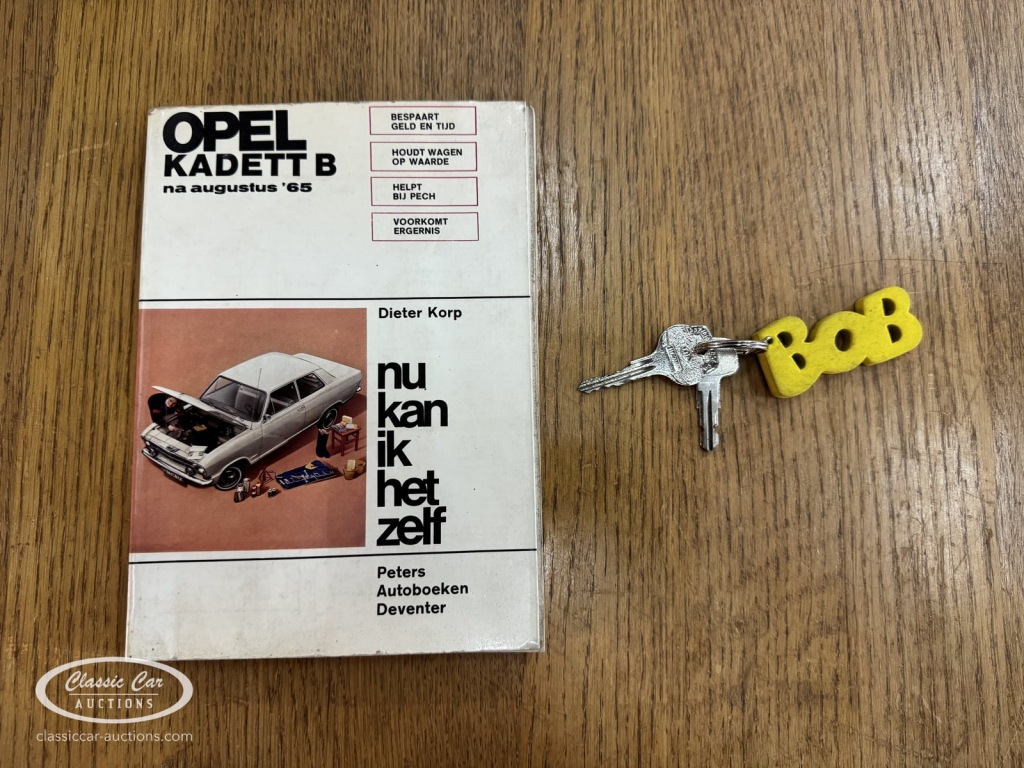 OPEL
KADETT B
na augustus '65
BESPAART
GELD EN TIJD
HOUDT WAGEN
OP WAARDE
HELPT
BIJ PECH
VOORKOMT
ERGERNIS
Dieter Korp
nu
kan
ik
het
zelf
Peters
Autoboeken
Deventer
BOB
Classic Car
AUCTIONS
classiccar-auctions.com